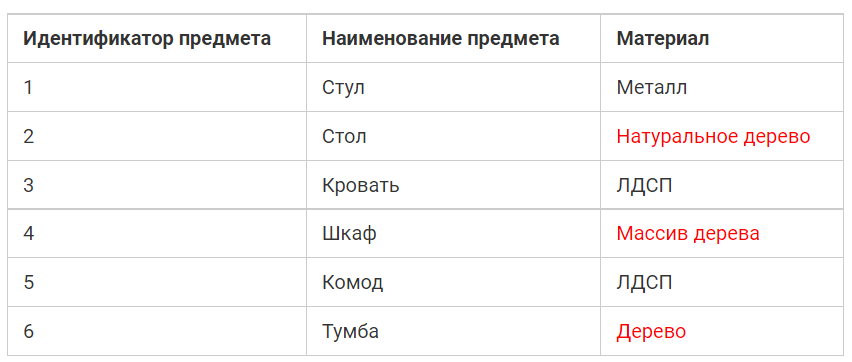 Идентификатор предмета Наименование предмета Материал
1 Стул Металл
2 Стол Натуральное дерево
3 Кровать ЛДСП
4 Шкаф Массив дерева
5 Комод ЛДСП
6 Тумба Дерево